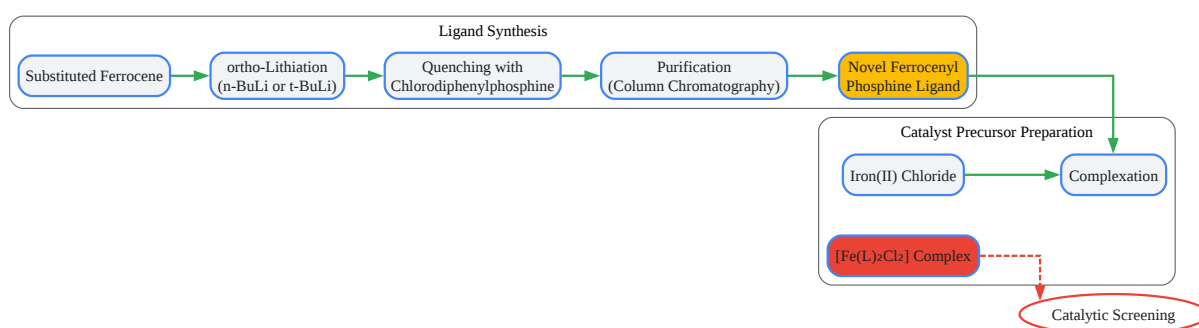 Ligand Synthesis
Substituted Ferrocene
ortho-Lithiation
(n-BuLi or t-BuLi)
Quenching with
Chlorodiphenylphosphine
Purification
(Column Chromatography)
Novel Ferrocenyl
Phosphine Ligand
Catalyst Precursor Preparation
Iron(II) Chloride
Complexation
[Fe(L)₂Cl₂] Complex
Catalytic Screening